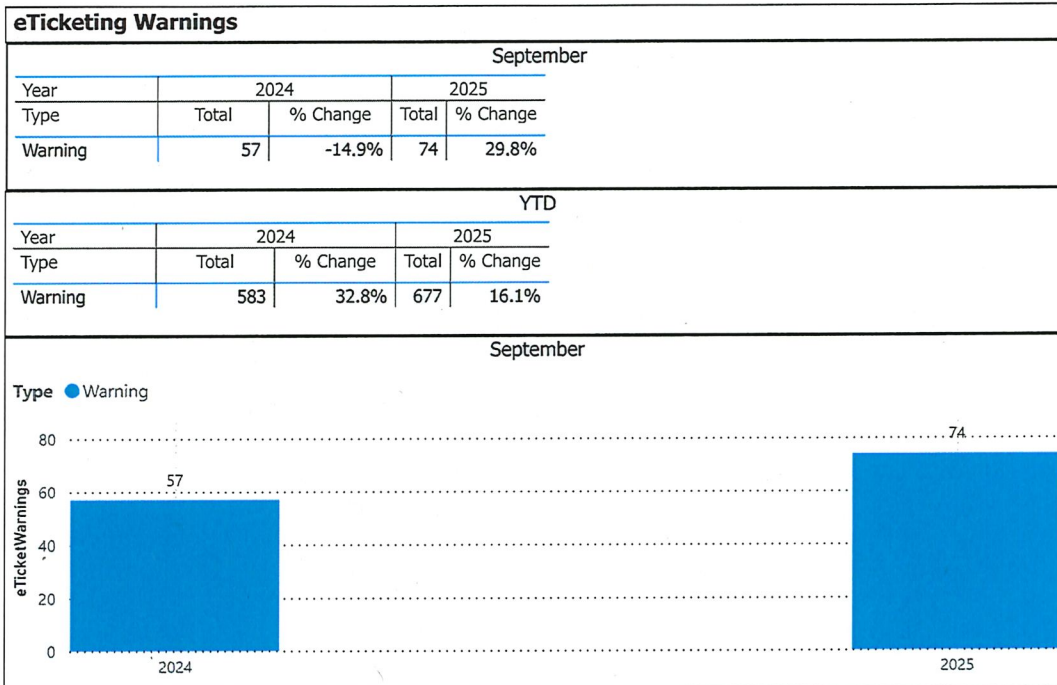 eTicketing Warnings
September
Year 2024 2025
Type Total % Change Total % Change
Warning 57 -14.9% 74 29.8%
YTD
Year 2024 2025
Type Total % Change Total % Change
Warning 583 32.8% 677 16.1%
September
Type Warning
eTicketWarnings
80
60
40
20
0
57
74
2024 2025